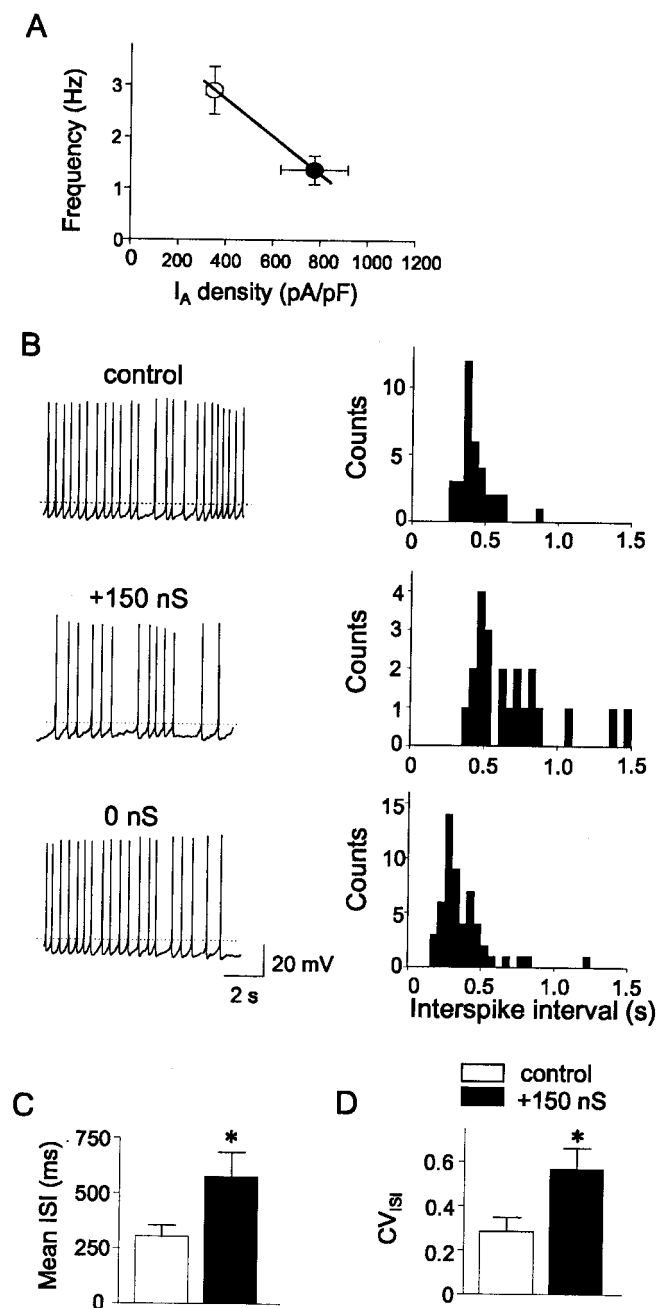 A
Frequency (Hz)
3
2
1
0
0 200 400 600 800 1000 1200
I_A density (pA/pF)
B
control
Counts
10
5
0
0 0.5 1.0 1.5
+150 nS
Counts
4
3
2
1
0
0 0.5 1.0 1.5
0 nS
20 mV
2 s
Counts
15
10
5
0
0 0.5 1.0 1.5
Interspike interval (s)
control
+150 nS
C
Mean ISI (ms)
750
500
250
0
*
D
CV_ISI
0.6
0.4
0.2
0
*